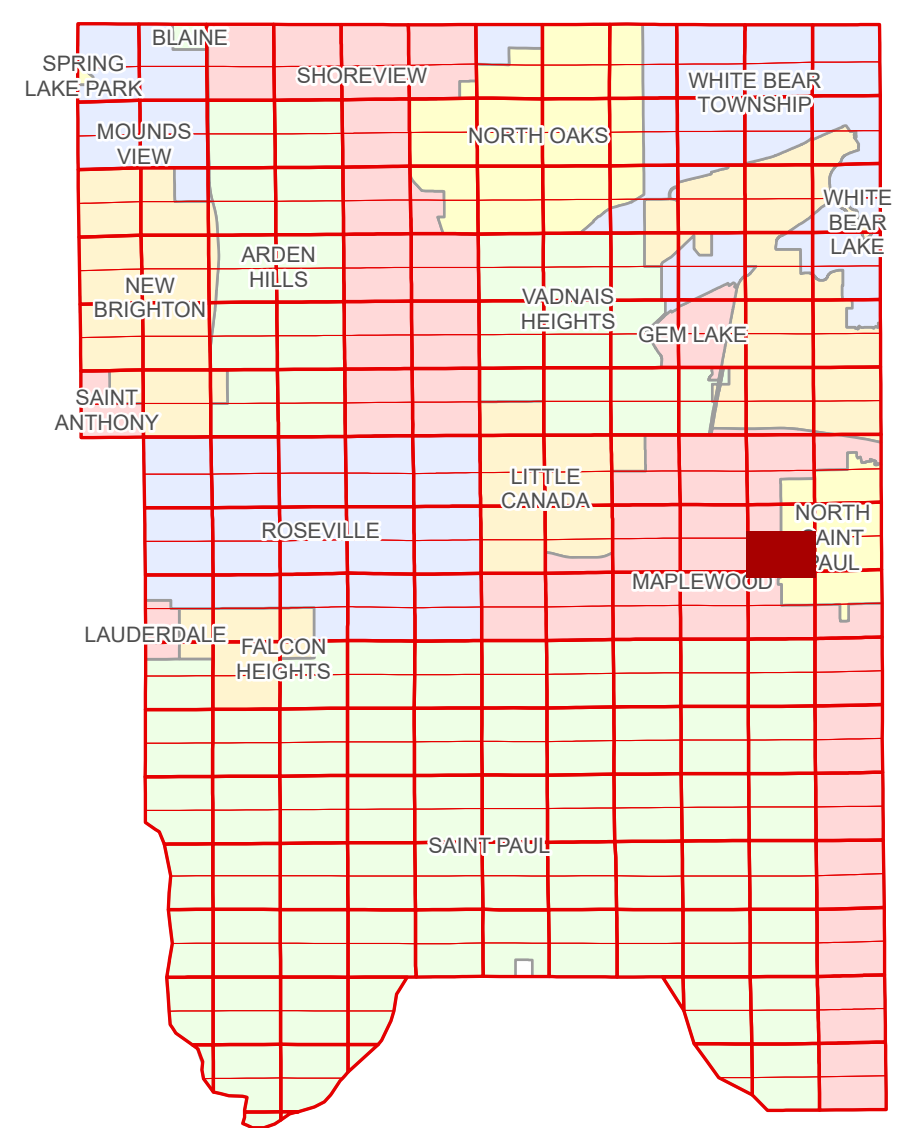 BLAINE
SPRING
LAKE PARK
SHOREVIEW
WHITE BEAR
TOWNSHIP
MOUNDS
VIEW
NORTH OAKS
WHITE
BEAR
LAKE
ARDEN
HILLS
NEW
BRIGHTON
VADNAIS
HEIGHTS
GEM LAKE
SAINT
ANTHONY
LITTLE
CANADA
ROSEVILLE
NORTH
SAINT
PAUL
MAPLEWOOD
LAUDERDALE
FALCON
HEIGHTS
SAINT PAUL